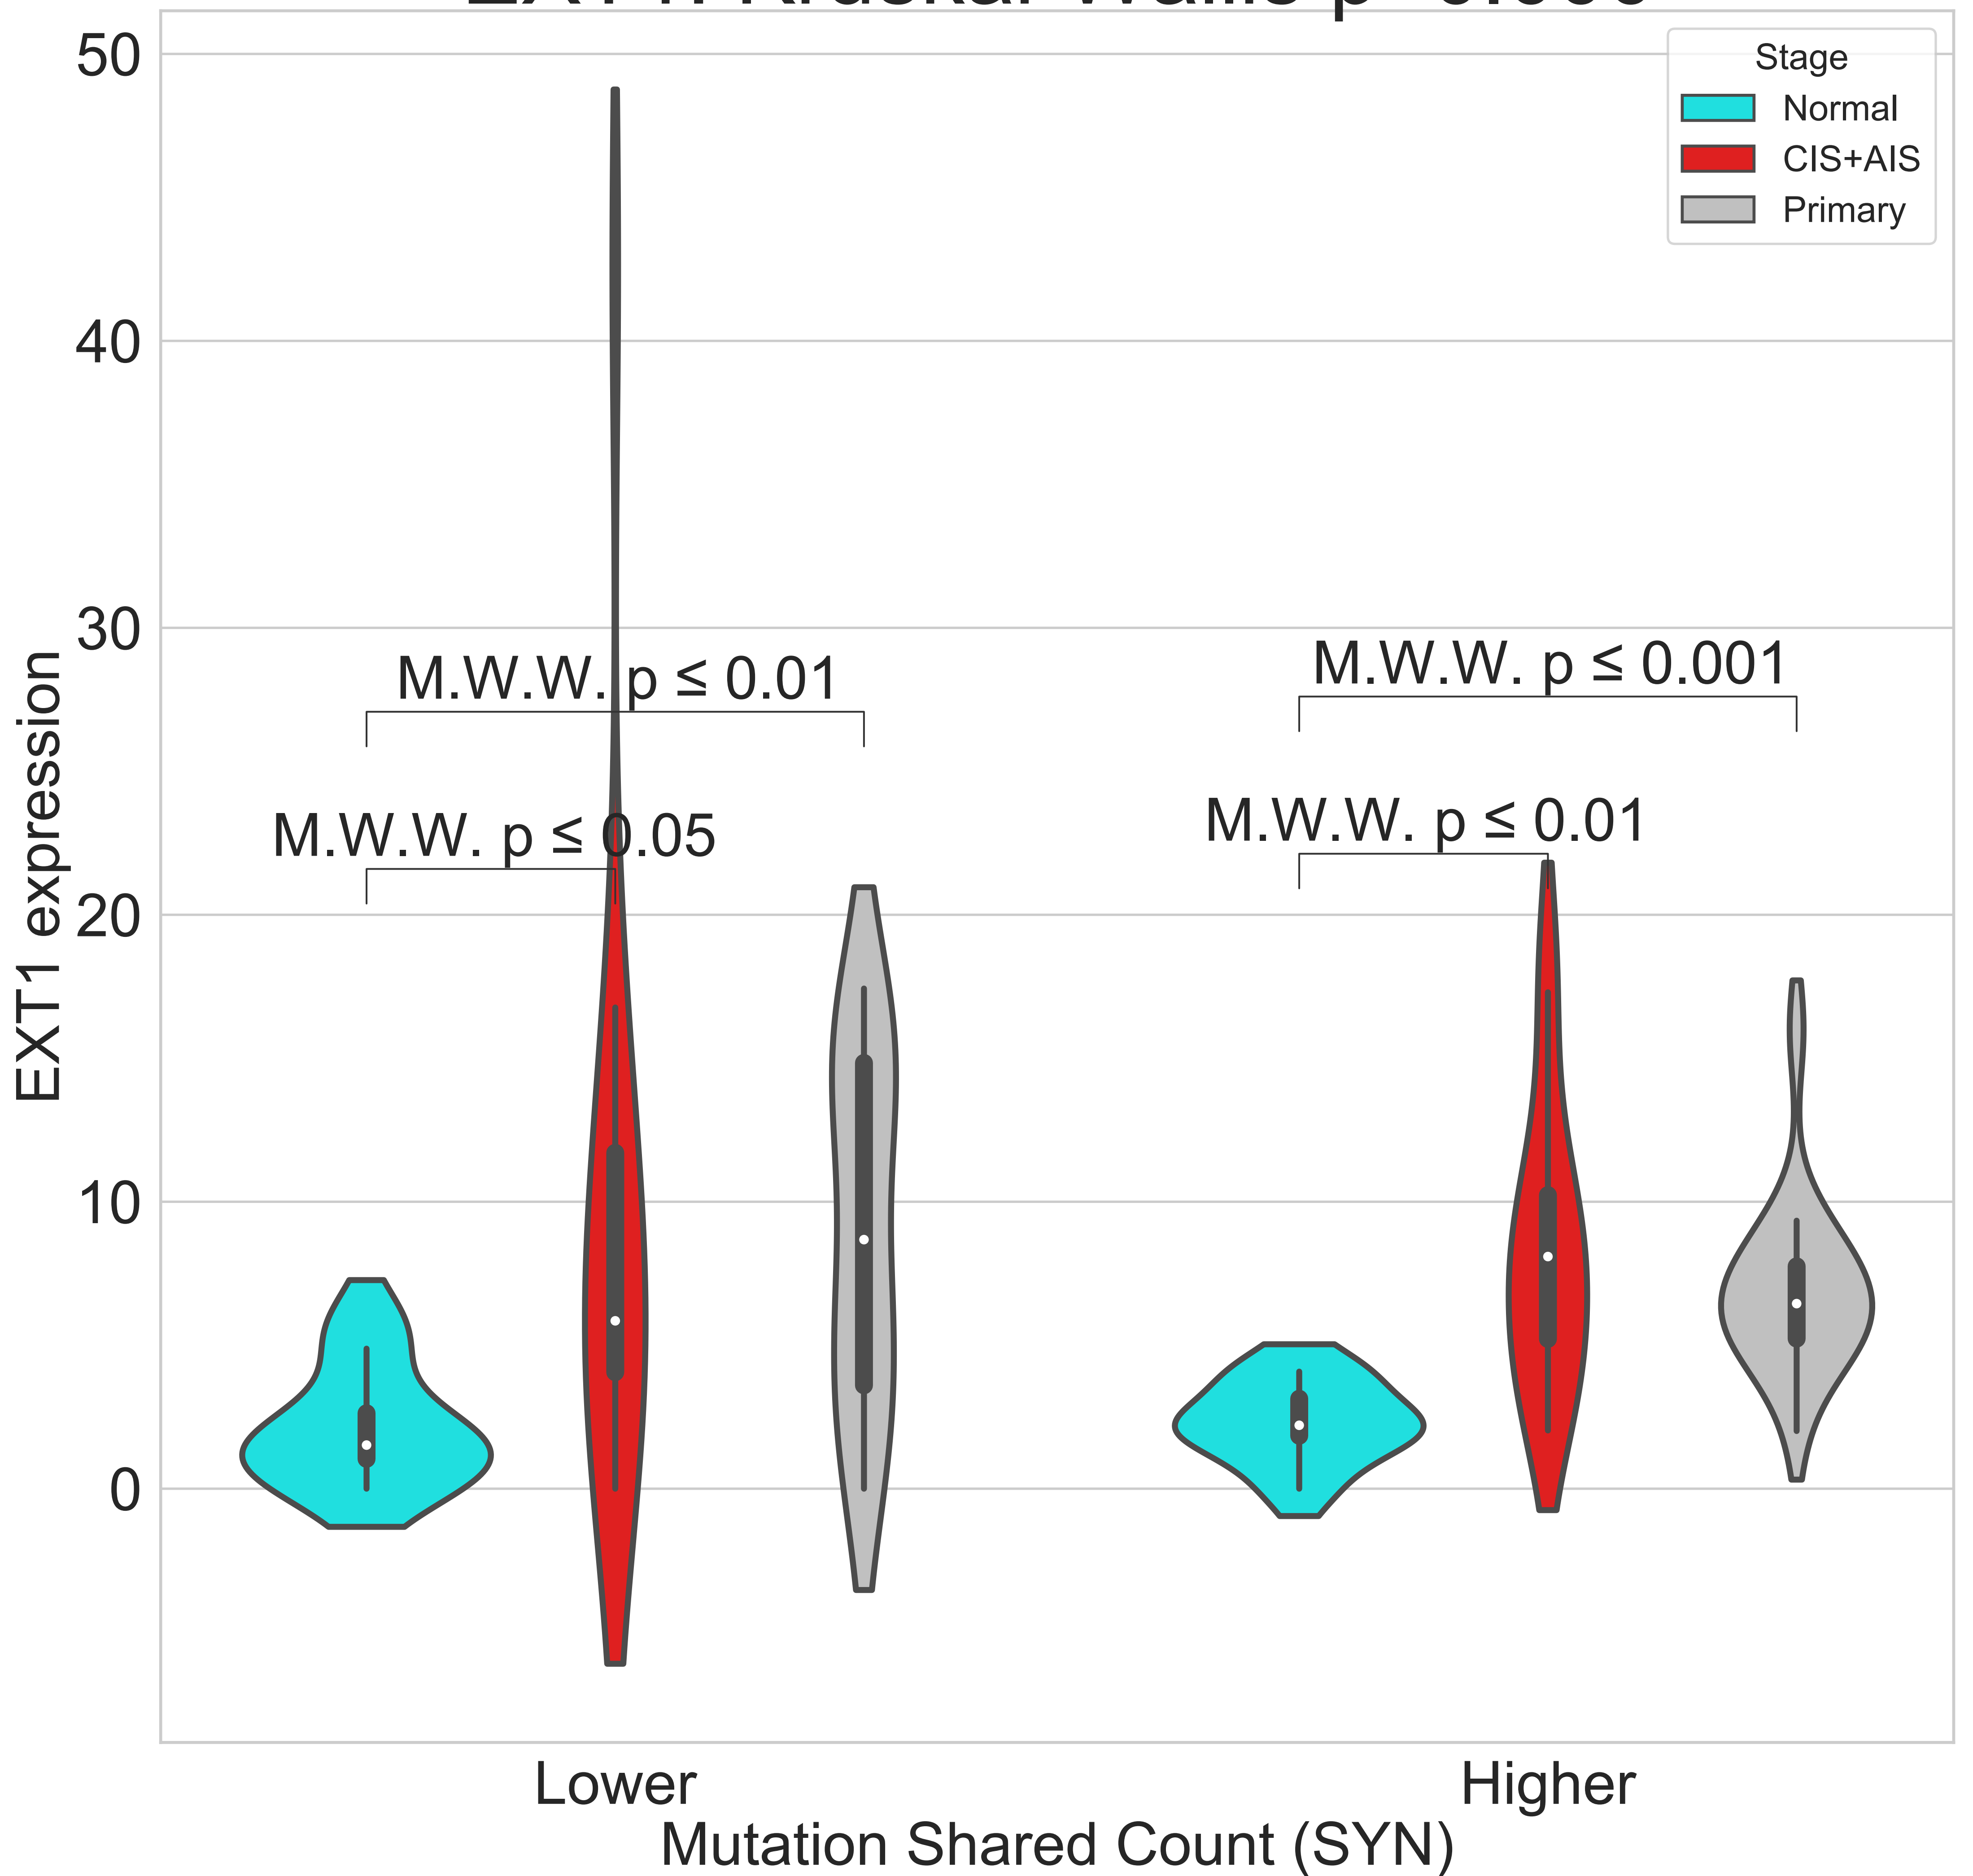 50
40
30
20
10
0
EXT1 expression
Stage
Normal
CIS+AIS
Primary
M.W.W. p ≤ 0.01
M.W.W. p ≤ 0.05
M.W.W. p ≤ 0.001
M.W.W. p ≤ 0.01
Lower
Higher
Mutation Shared Count (SYN)